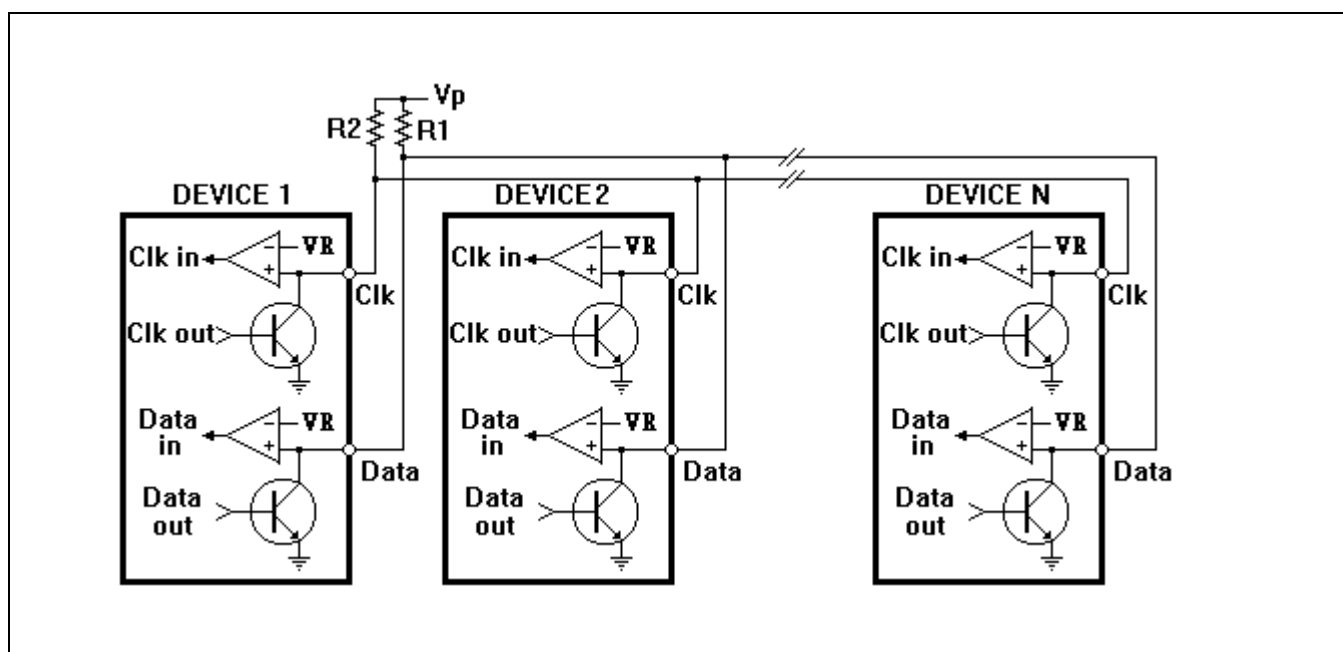 Vp
R2 R1
DEVICE 1 DEVICE 2 DEVICE N
- VR - VR - VR
Clk in + Clk in + Clk in +
Clk Clk Clk
Clk out Clk out Clk out
Data in - VR Data in - VR Data in - VR
+ + +
Data Data Data
Data out Data out Data out